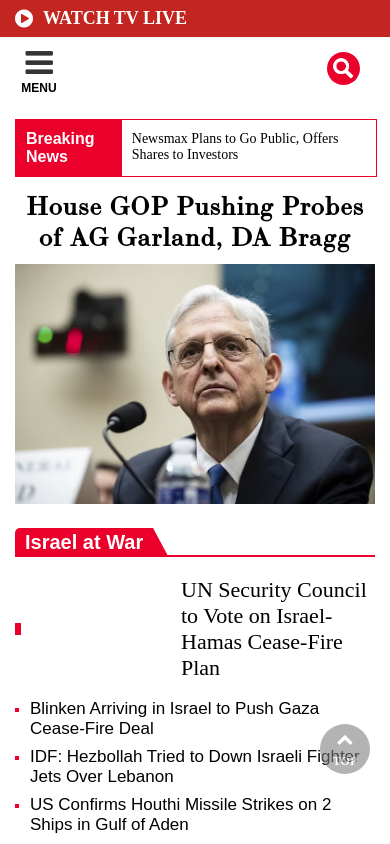 WATCH TV LIVE
MENU
Breaking
News
Newsmax Plans to Go Public, Offers
Shares to Investors
House GOP Pushing Probes
of AG Garland, DA Bragg
Israel at War
UN Security Council
to Vote on Israel-
Hamas Cease-Fire
Plan
Blinken Arriving in Israel to Push Gaza
Cease-Fire Deal
IDF: Hezbollah Tried to Down Israeli Fighter
Jets Over Lebanon
TOP
US Confirms Houthi Missile Strikes on 2
Ships in Gulf of Aden